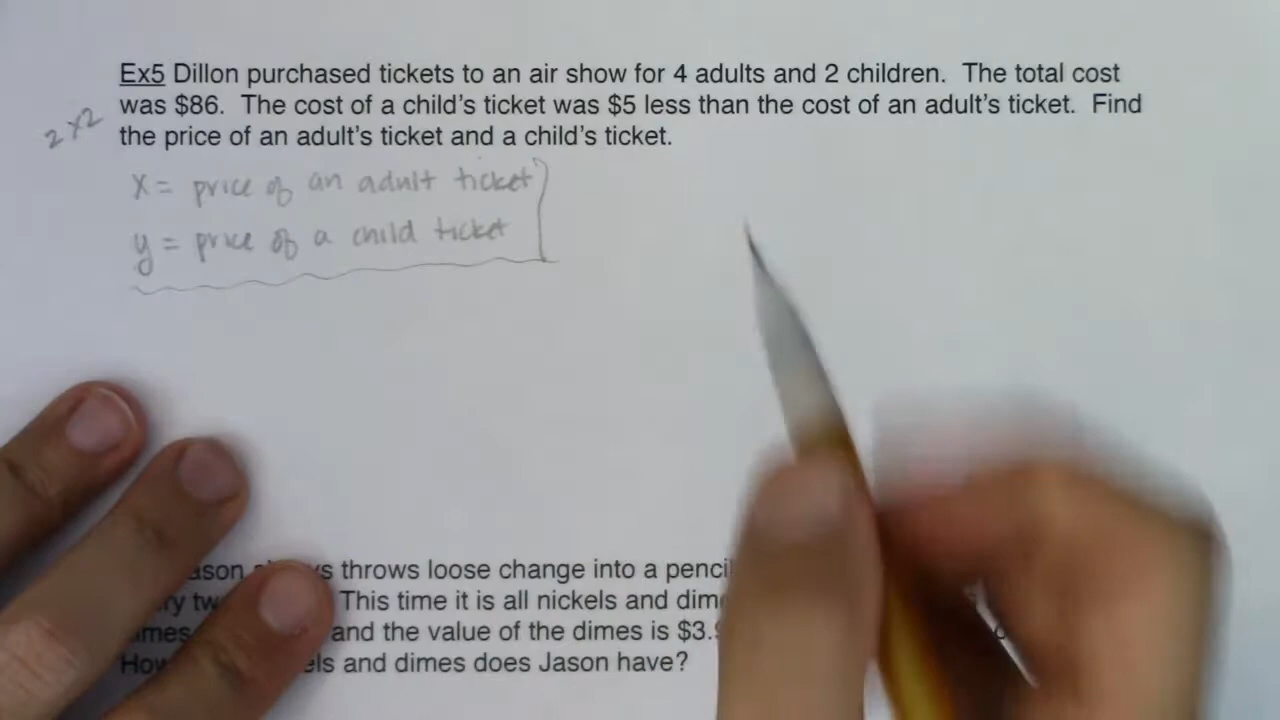 Ex5 Dillon purchased tickets to an air show for 4 adults and 2 children. The total cost
was $86. The cost of a child's ticket was $5 less than the cost of an adult's ticket. Find
2x2
the price of an adult's ticket and a child's ticket.
x = price of an adult ticket
y = price of a child ticket
throws loose change into a
This time it is all nickels and
and the value of the dimes is $3.
and dimes does Jason have?